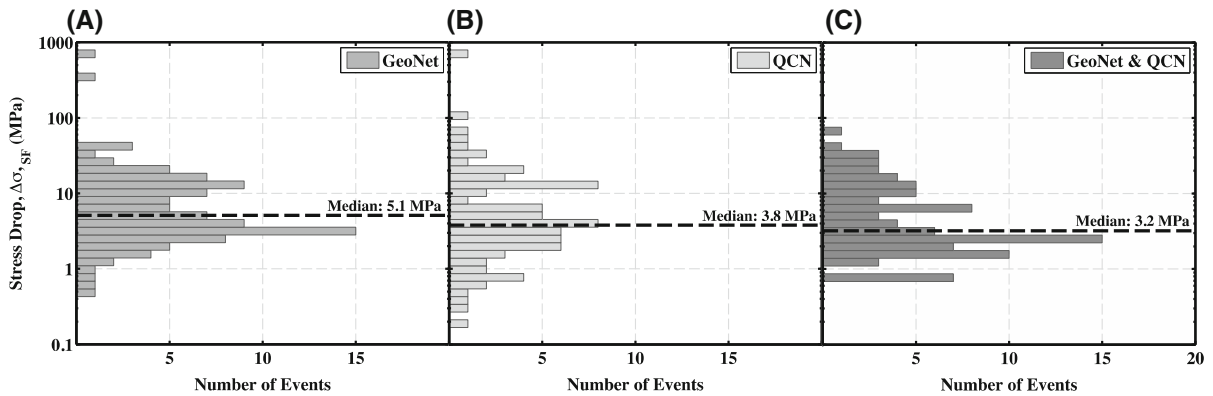 (A)
(B)
(C)
1000
100
10
1
0.1
Stress Drop, Δσ,SF (MPa)
GeoNet
Median: 5.1 MPa
5
10
15
Number of Events
QCN
Median: 3.8 MPa
5
10
15
Number of Events
GeoNet & QCN
Median: 3.2 MPa
5
10
15
20
Number of Events